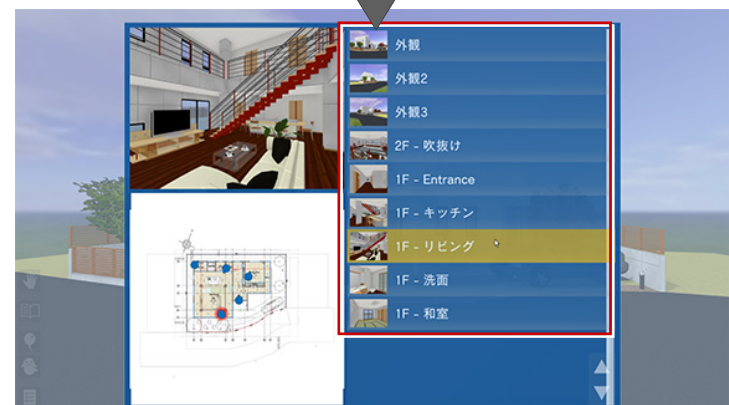 外観
外観2
外観3
2F - 吹抜け
1F - Entrance
1F - キッチン
1F - リビング
1F - 洗面
1F - 和室